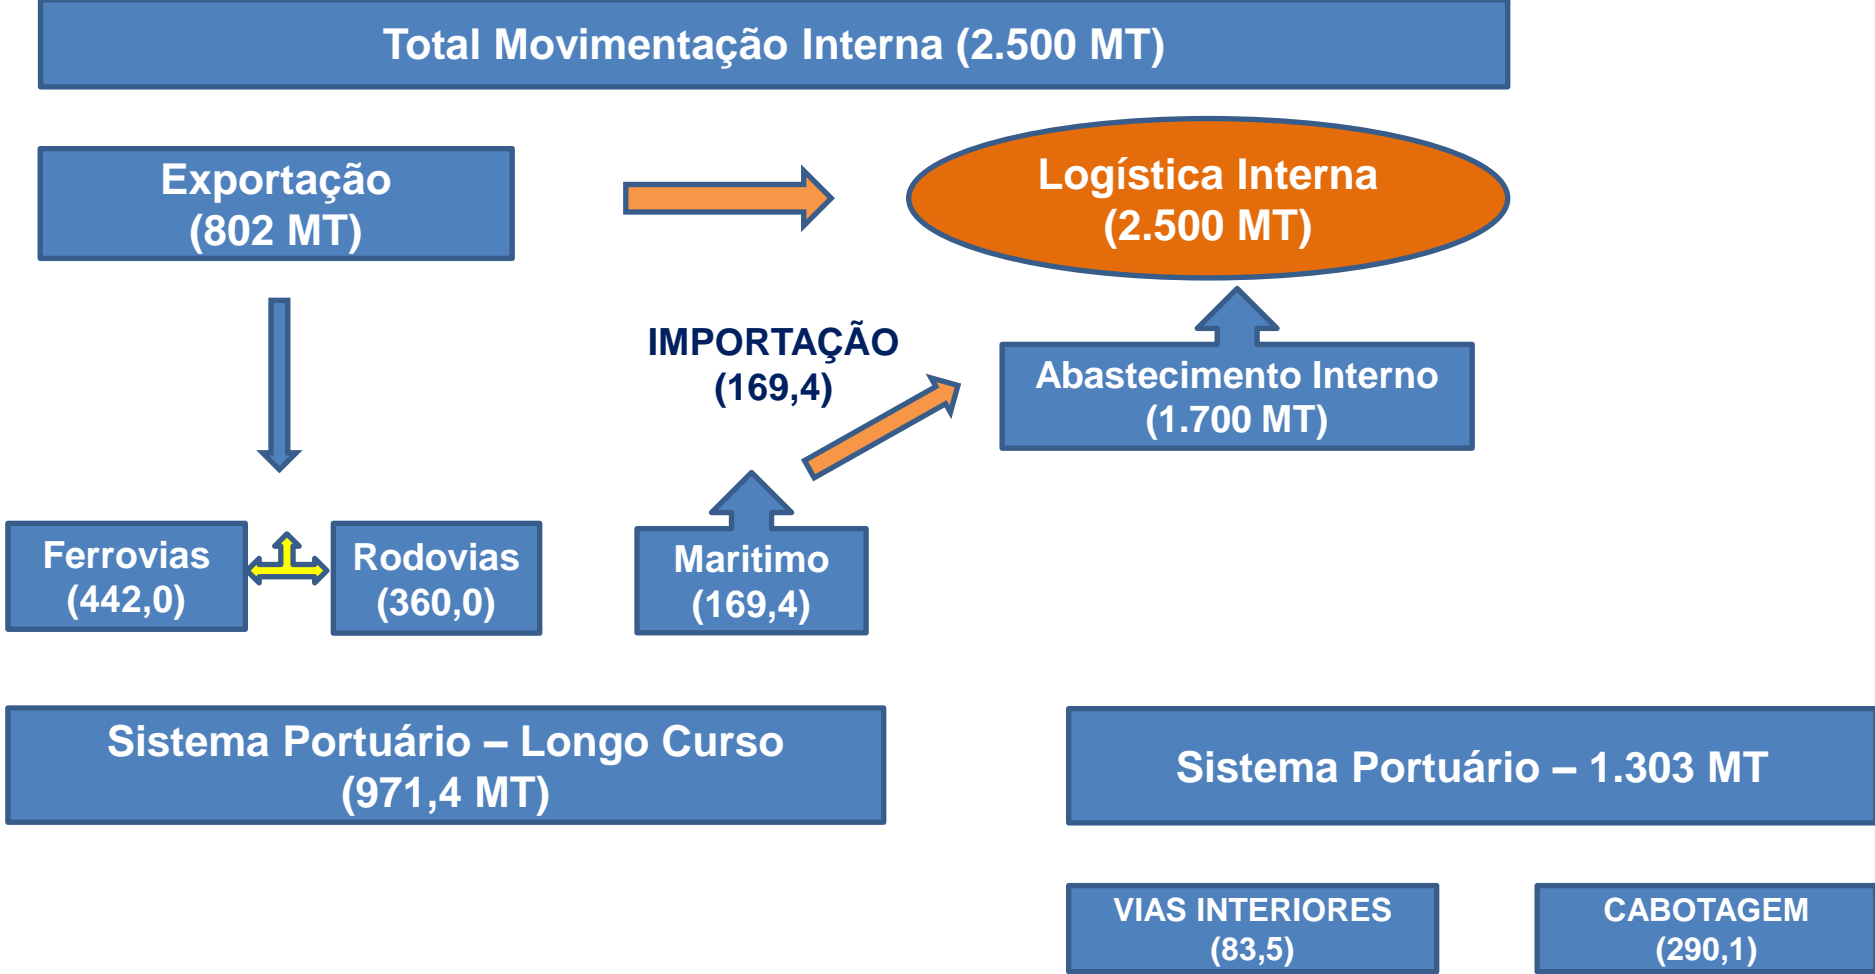 Total Movimentação Interna (2.500 MT)
Exportação
(802 MT)
Logística Interna
(2.500 MT)
IMPORTAÇÃO
(169,4)
Abastecimento Interno
(1.700 MT)
Ferrovias
(442,0)
Rodovias
(360,0)
Maritimo
(169,4)
Sistema Portuário – Longo Curso
(971,4 MT)
Sistema Portuário – 1.303 MT
VIAS INTERIORES
(83,5)
CABOTAGEM
(290,1)